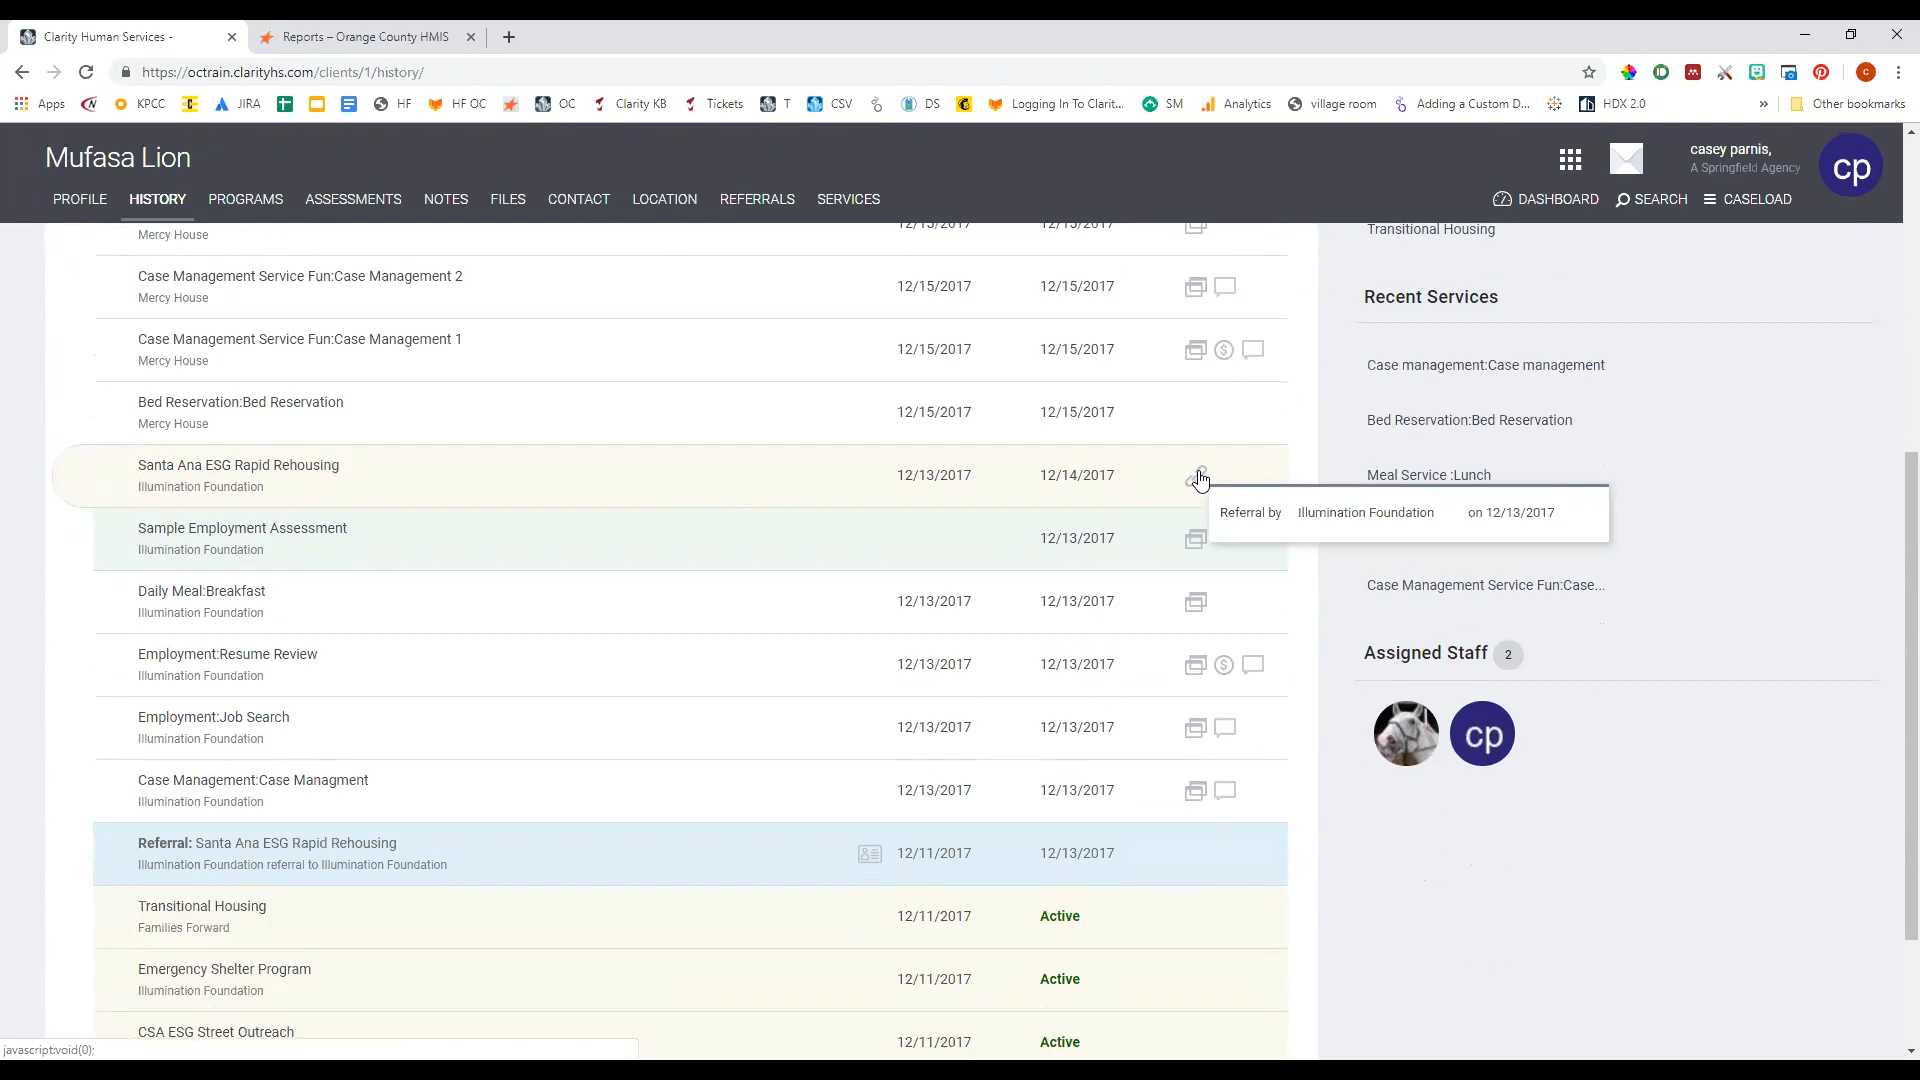 Clarity Human Services -
Reports – Orange County HMIS
https://octrain.clarityhs.com/clients/1/history/
Apps
KPCC
JIRA
HF
HF OC
OC
Clarity KB
Tickets
T
CSV
DS
Logging In To Clarit...
SM
Analytics
village room
Adding a Custom D...
HDX 2.0
»
Other bookmarks
Mufasa Lion
casey parnis,
A Springfield Agency
cp
PROFILE HISTORY PROGRAMS ASSESSMENTS NOTES FILES CONTACT LOCATION REFERRALS SERVICES
DASHBOARD SEARCH CASELOAD
Mercy House 12/15/2017 12/15/2017
Case Management Service Fun:Case Management 2
Mercy House
12/15/2017 12/15/2017
Case Management Service Fun:Case Management 1
Mercy House
12/15/2017 12/15/2017
Bed Reservation:Bed Reservation
Mercy House
12/15/2017 12/15/2017
Santa Ana ESG Rapid Rehousing
Illumination Foundation
12/13/2017 12/14/2017
Referral by Illumination Foundation on 12/13/2017
Sample Employment Assessment
Illumination Foundation
12/13/2017
Daily Meal:Breakfast
Illumination Foundation
12/13/2017 12/13/2017
Employment:Resume Review
Illumination Foundation
12/13/2017 12/13/2017
Employment:Job Search
Illumination Foundation
12/13/2017 12/13/2017
Case Management:Case Managment
Illumination Foundation
12/13/2017 12/13/2017
Referral: Santa Ana ESG Rapid Rehousing
Illumination Foundation referral to Illumination Foundation
12/11/2017 12/13/2017
Transitional Housing
Families Forward
12/11/2017 Active
Emergency Shelter Program
Illumination Foundation
12/11/2017 Active
CSA ESG Street Outreach
12/11/2017 Active
Transitional Housing
Recent Services
Case management:Case management
Bed Reservation:Bed Reservation
Meal Service :Lunch
Case Management Service Fun:Case...
Assigned Staff 2
cp
javascript:void(0);